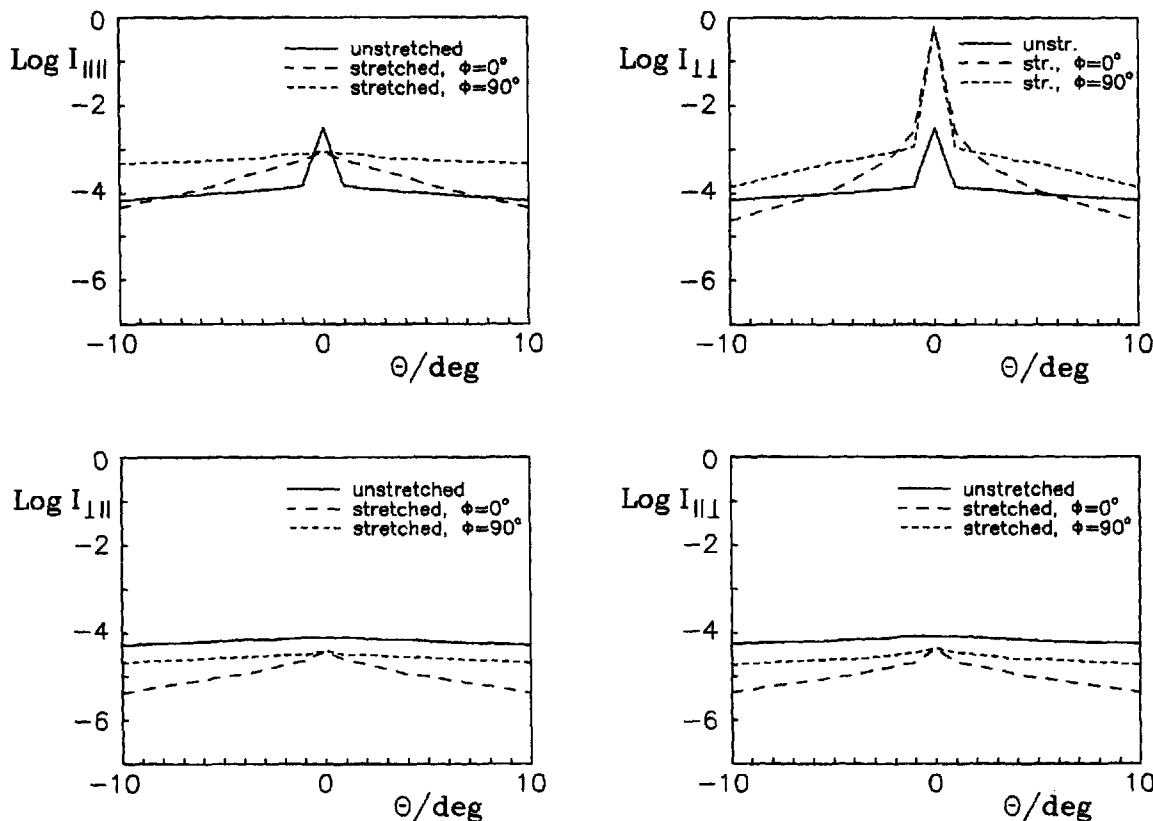 Log I∥∥
0
−2
−4
−6
−10
0
10
Θ/deg
unstretched
stretched, Φ=0°
stretched, Φ=90°
Log I⊥⊥
0
−2
−4
−6
−10
0
10
Θ/deg
unstr.
str., Φ=0°
str., Φ=90°
Log I⊥∥
0
−2
−4
−6
−10
0
10
Θ/deg
unstretched
stretched, Φ=0°
stretched, Φ=90°
Log I∥⊥
0
−2
−4
−6
−10
0
10
Θ/deg
unstretched
stretched, Φ=0°
stretched, Φ=90°